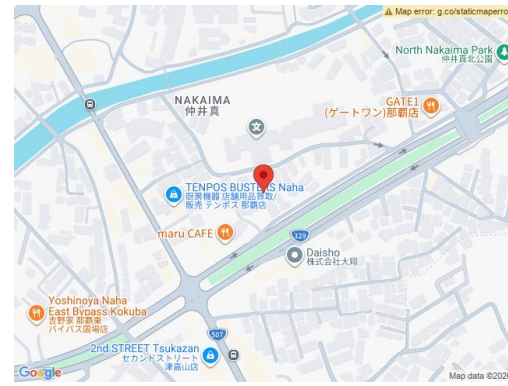 Map error: g.co/staticmaperro
North Nakaima Park
仲井真北公園
NAKAIMA
仲井真
GATE1
(ゲートワン)那覇店
TENPOS BUSTERS Naha
厨房機器 店舗用品買取/
販売 テンポス 那覇店
maru CAFE
329
Daisho
株式会社大翔
Yoshinoya Naha
East Bypass Kokuba
吉野家 那覇東
バイパス国場店
507
2nd STREET Tsukazan
セカンドストリート
津嘉山店
Google
Map data ©2026